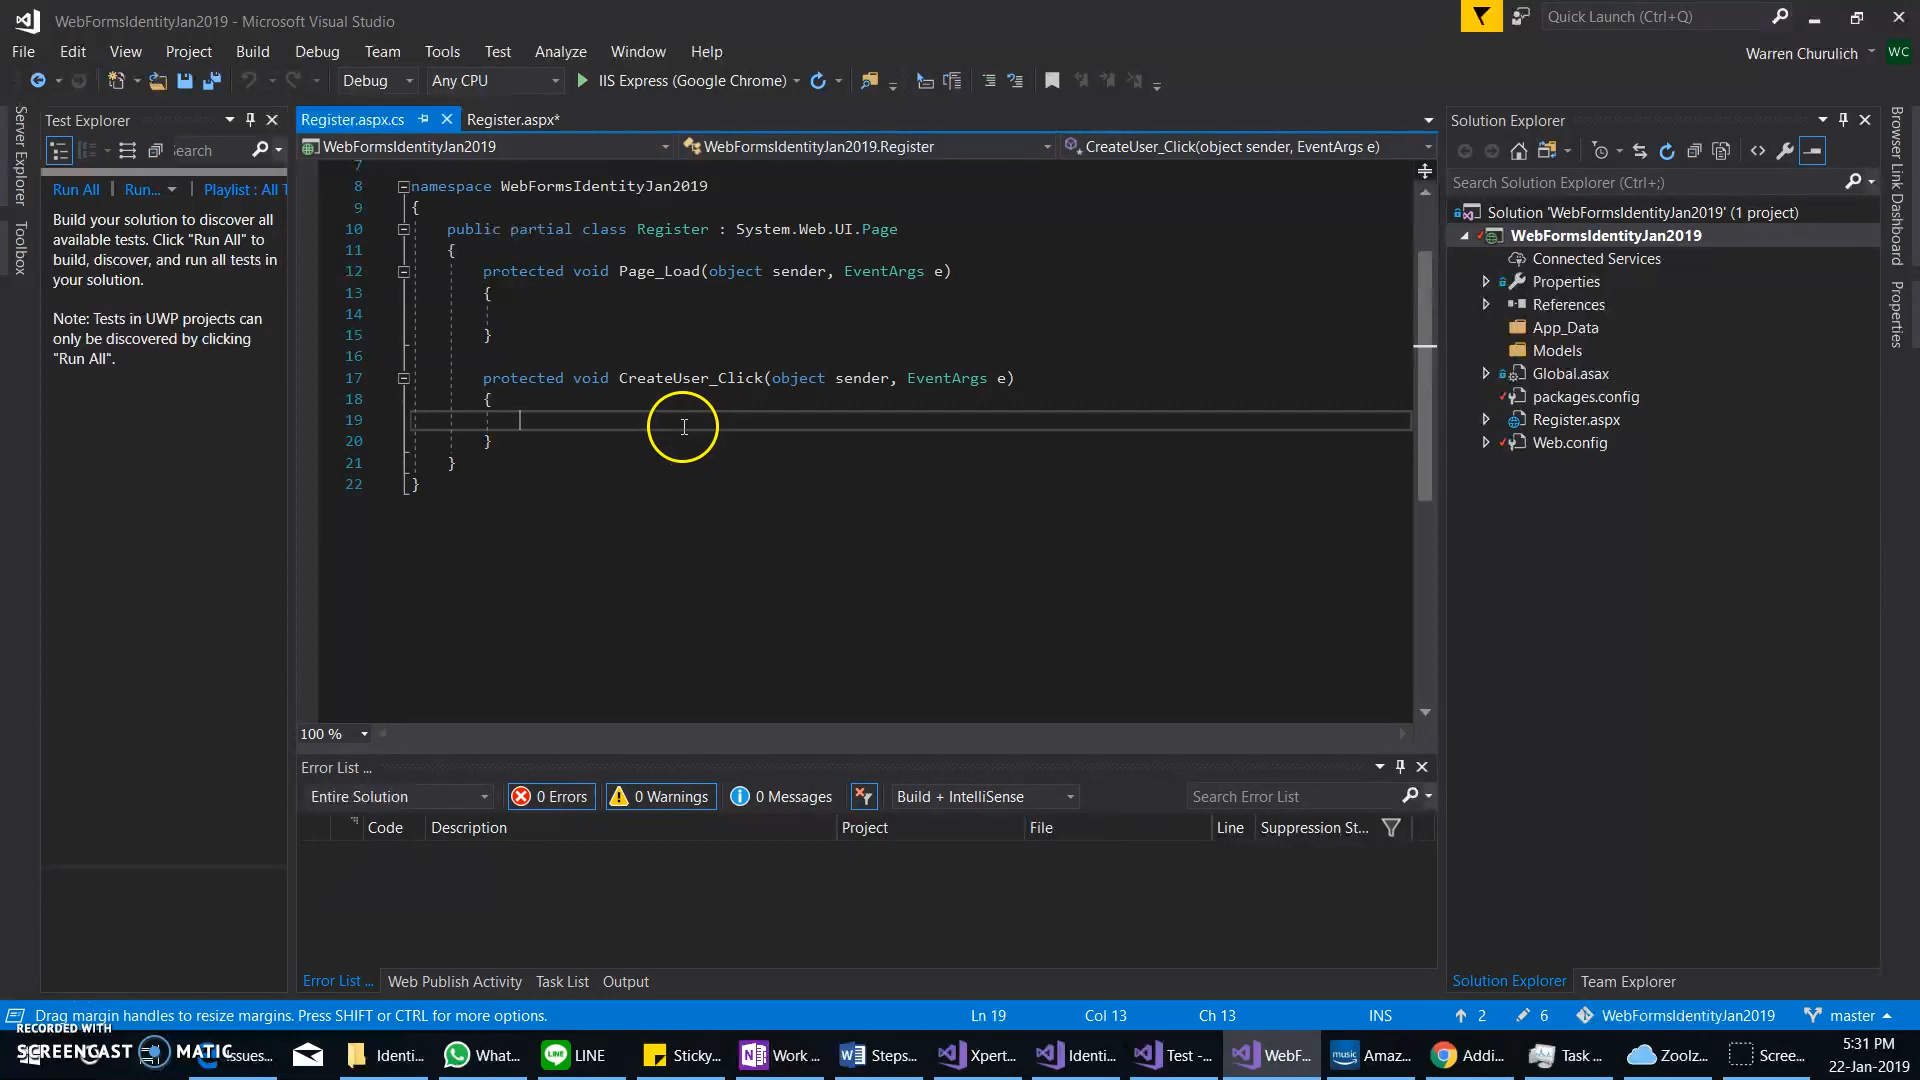 WebFormsIdentityJan2019 - Microsoft Visual Studio
Quick Launch (Ctrl+Q)
File Edit View Project Build Debug Team Tools Test Analyze Window Help
Warren Churulich WC
Debug Any CPU IIS Express (Google Chrome)
Server Explorer
Toolbox
Test Explorer
Search
Run All | Run... | Playlist : All T
Build your solution to discover all
available tests. Click "Run All" to
build, discover, and run all tests in
your solution.
Note: Tests in UWP projects can
only be discovered by clicking
"Run All".
Register.aspx.cs Register.aspx*
WebFormsIdentityJan2019 WebFormsIdentityJan2019.Register CreateUser_Click(object sender, EventArgs e)
7
8 namespace WebFormsIdentityJan2019
9 {
10 public partial class Register : System.Web.UI.Page
11 {
12 protected void Page_Load(object sender, EventArgs e)
13 {
14
15 }
16
17 protected void CreateUser_Click(object sender, EventArgs e)
18 {
19
20 }
21 }
22 }
100 %
Error List ...
Entire Solution 0 Errors 0 Warnings 0 Messages Build + IntelliSense Search Error List
Code Description Project File Line Suppression St...
Error List ... Web Publish Activity Task List Output
Solution Explorer
Search Solution Explorer (Ctrl+;)
Solution 'WebFormsIdentityJan2019' (1 project)
WebFormsIdentityJan2019
Connected Services
Properties
References
App_Data
Models
Global.asax
packages.config
Register.aspx
Web.config
Solution Explorer Team Explorer
Browser Link Dashboard
Properties
Drag margin handles to resize margins. Press SHIFT or CTRL for more options. Ln 19 Col 13 Ch 13 INS 2 6 WebFormsIdentityJan2019 master
RECORDED WITH
SCREENCAST MATIC
Issues... Identi... What... LINE Sticky... Work ... Steps... Xpert... Identi... Test -... WebF... music Amaz... Addi... Task ... Zoolz... Scree...
5:31 PM
22-Jan-2019